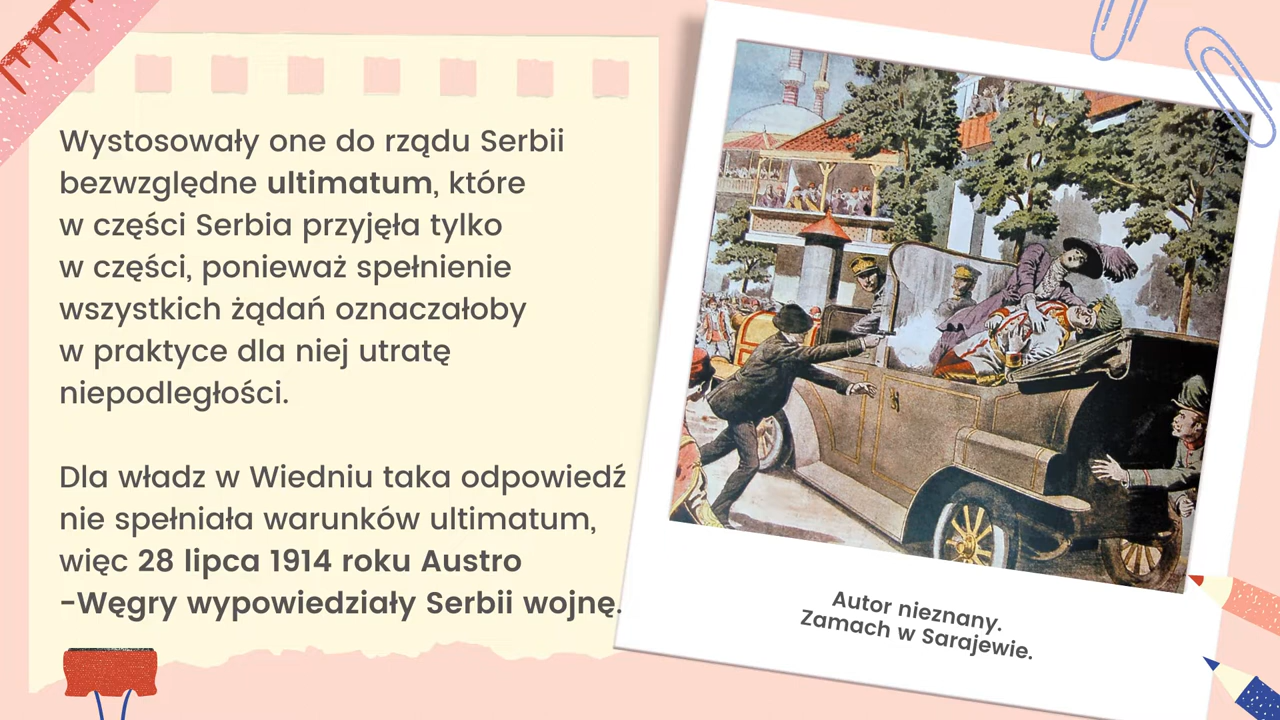 Wystosowały one do rządu Serbii
bezwzględne ultimatum, które
w części Serbia przyjęła tylko
w części, ponieważ spełnienie
wszystkich żądań oznaczałoby
w praktyce dla niej utratę
niepodległości.
Dla władz w Wiedniu taka odpowiedź
nie spełniała warunków ultimatum,
więc 28 lipca 1914 roku Austro
-Węgry wypowiedziały Serbii wojnę.
Autor nieznany.
Zamach w Sarajewie.